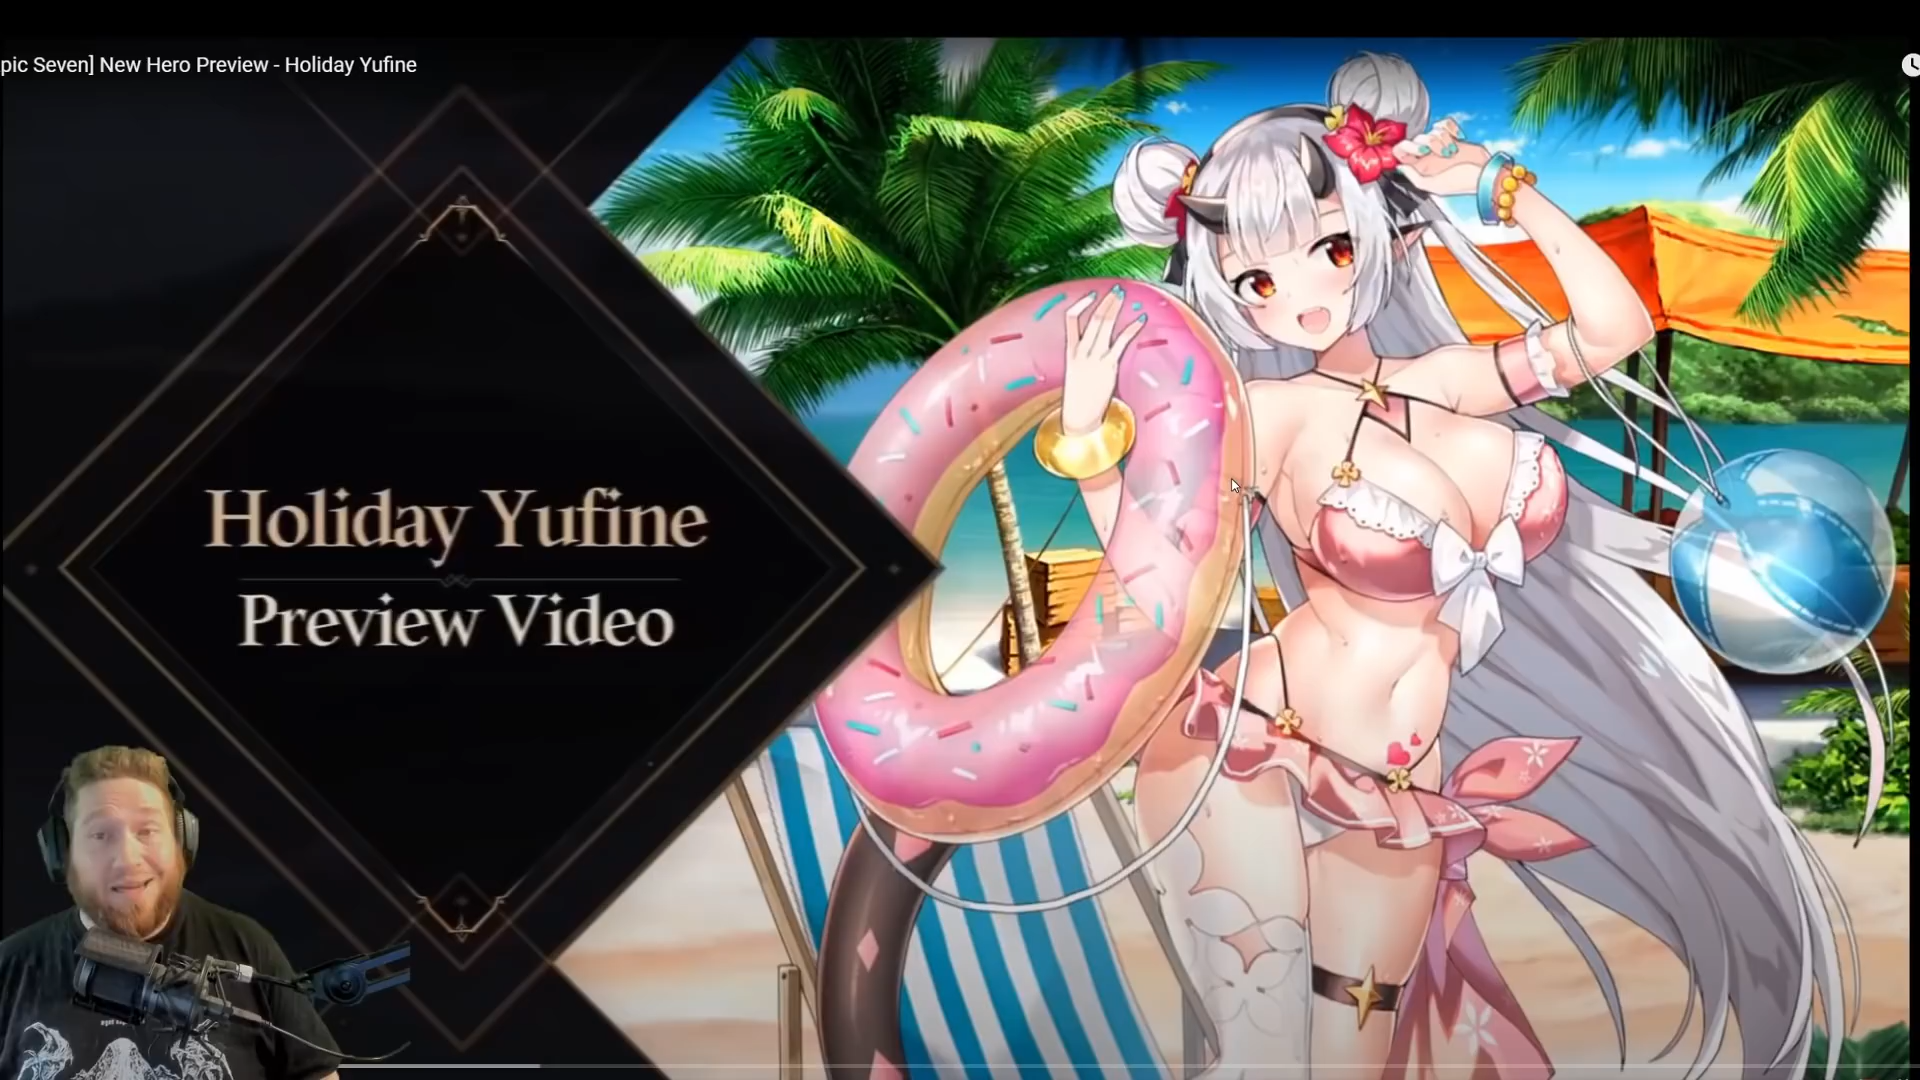 pic Seven] New Hero Preview - Holiday Yufine
Holiday Yufine
Preview Video